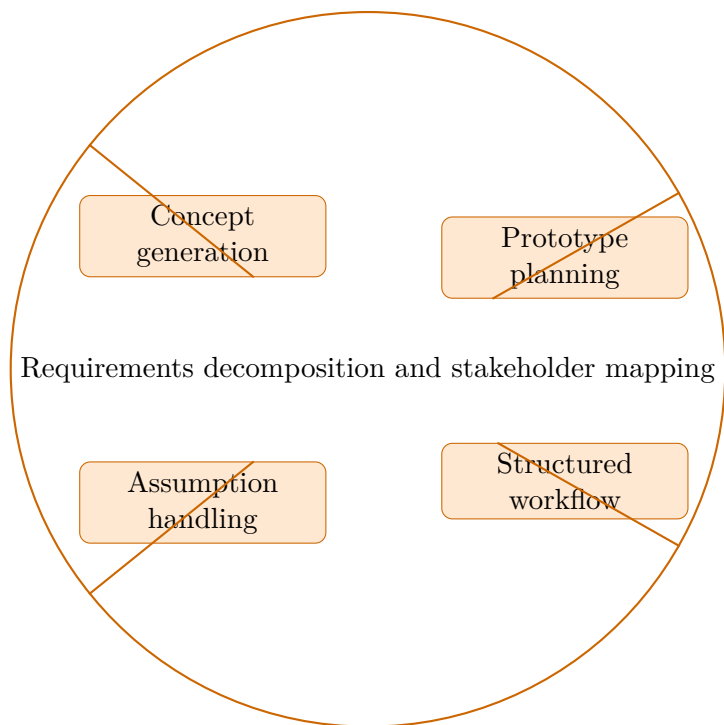 Concept
generation
Prototype
planning
Requirements decomposition and stakeholder mapping
Assumption
handling
Structured
workflow